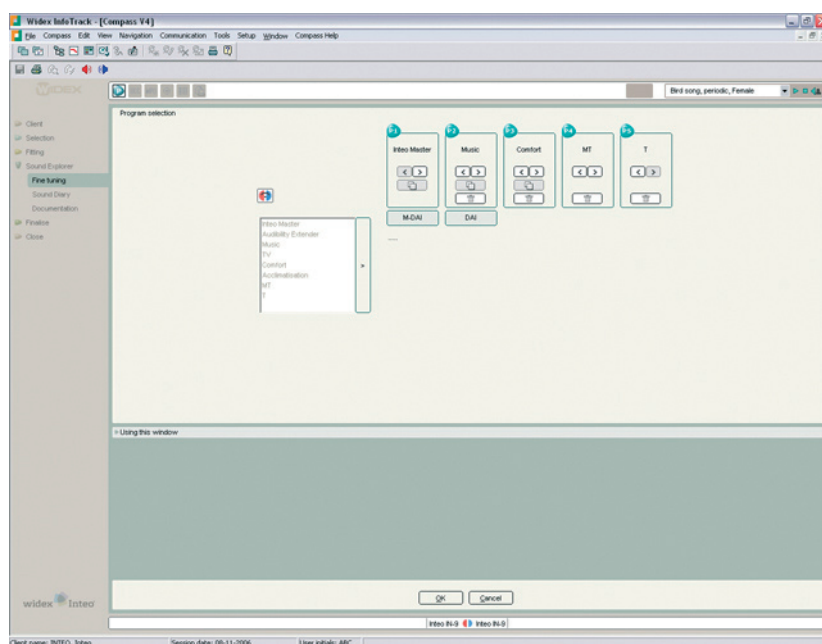 Widex InfoTrack - [Compass V4]
File Compass Edit View Navigation Communication Tools Setup Window Compass Help
WIDEX
Bird song, periodic, Female
Program selection
Client
Selection
Fitting
Sound Explorer
Fine tuning
Sound Diary
Documentation
Finalise
Close
P1 P2 P3 P4 P5
Inteo Master Music Comfort MT T
< > < > < > < > < >
M-DAI DAI
----
Inteo Master
Audibility Extender
Music
TV
Comfort
Acclimatisation
MT
T
>
Using this window
OK Cancel
widex Inteo
Inteo IN-9 Inteo IN-9
Client name: INTEO, Inteo Session date: 08-11-2006 User initials: ABC